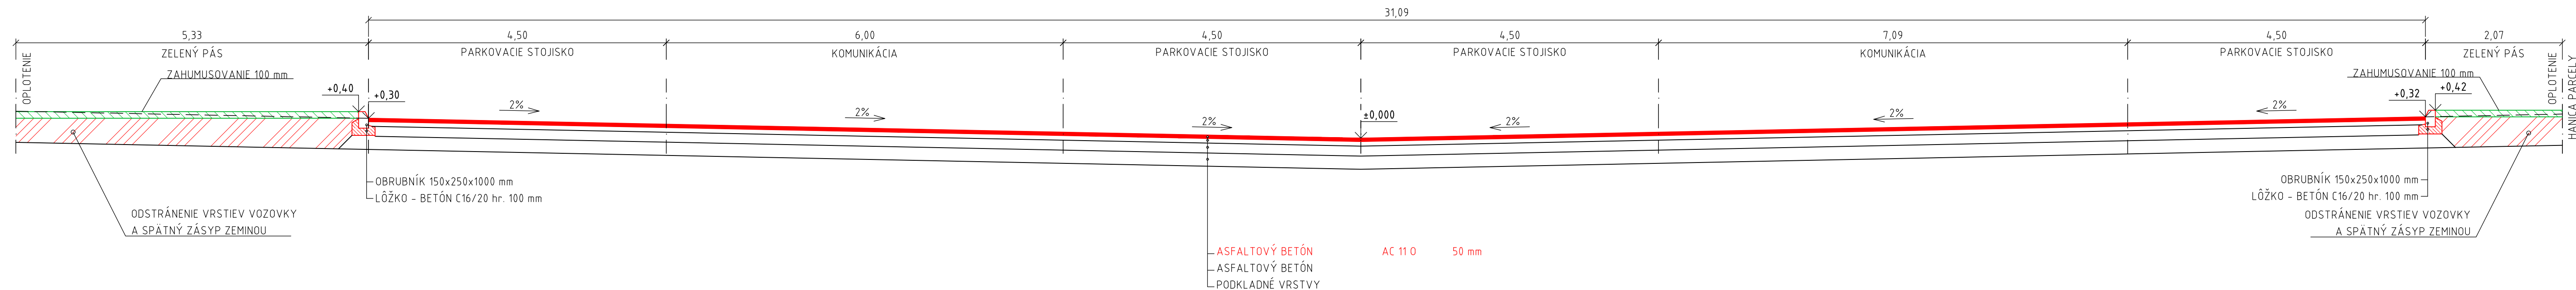 31,09
5,33
4,50
6,00
4,50
4,50
7,09
4,50
2,07
ZELENÝ PÁS
PARKOVACIE STOJISKO
KOMUNIKÁCIA
PARKOVACIE STOJISKO
PARKOVACIE STOJISKO
KOMUNIKÁCIA
PARKOVACIE STOJISKO
ZELENÝ PÁS
OPLOTENIE
ZAHUMUSOVANIE 100 mm
ZAHUMUSOVANIE 100 mm
OPLOTENIE
HANICA PARCELY
+0,40
+0,30
2%
2%
2%
±0,000
2%
2%
2%
+0,32
+0,42
OBRUBNÍK 150x250x1000 mm
LÔŽKO - BETÓN C16/20 hr. 100 mm
OBRUBNÍK 150x250x1000 mm
LÔŽKO - BETÓN C16/20 hr. 100 mm
ODSTRÁNENIE VRSTIEV VOZOVKY
A SPÄTNÝ ZÁSYP ZEMINOU
ODSTRÁNENIE VRSTIEV VOZOVKY
A SPÄTNÝ ZÁSYP ZEMINOU
ASFALTOVÝ BETÓN AC 11 O 50 mm
ASFALTOVÝ BETÓN
PODKLADNÉ VRSTVY